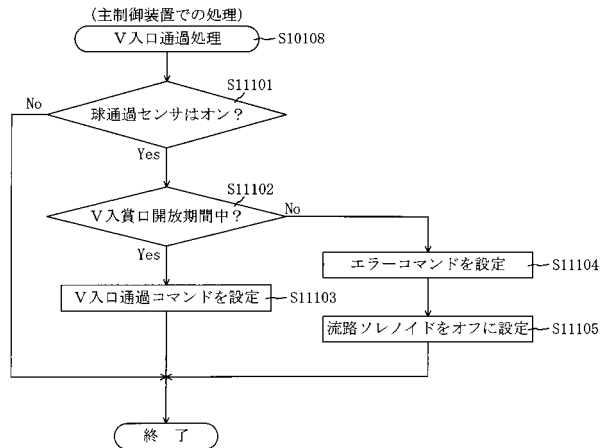 (主制御装置での処理)
V入口通過処理
S10108
S11101
球通過センサはオン?
No
Yes
S11102
V入賞口開放期間中?
No
Yes
エラーコマンドを設定
S11104
V入口通過コマンドを設定
S11103
流路ソレノイドをオフに設定
S11105
終 了